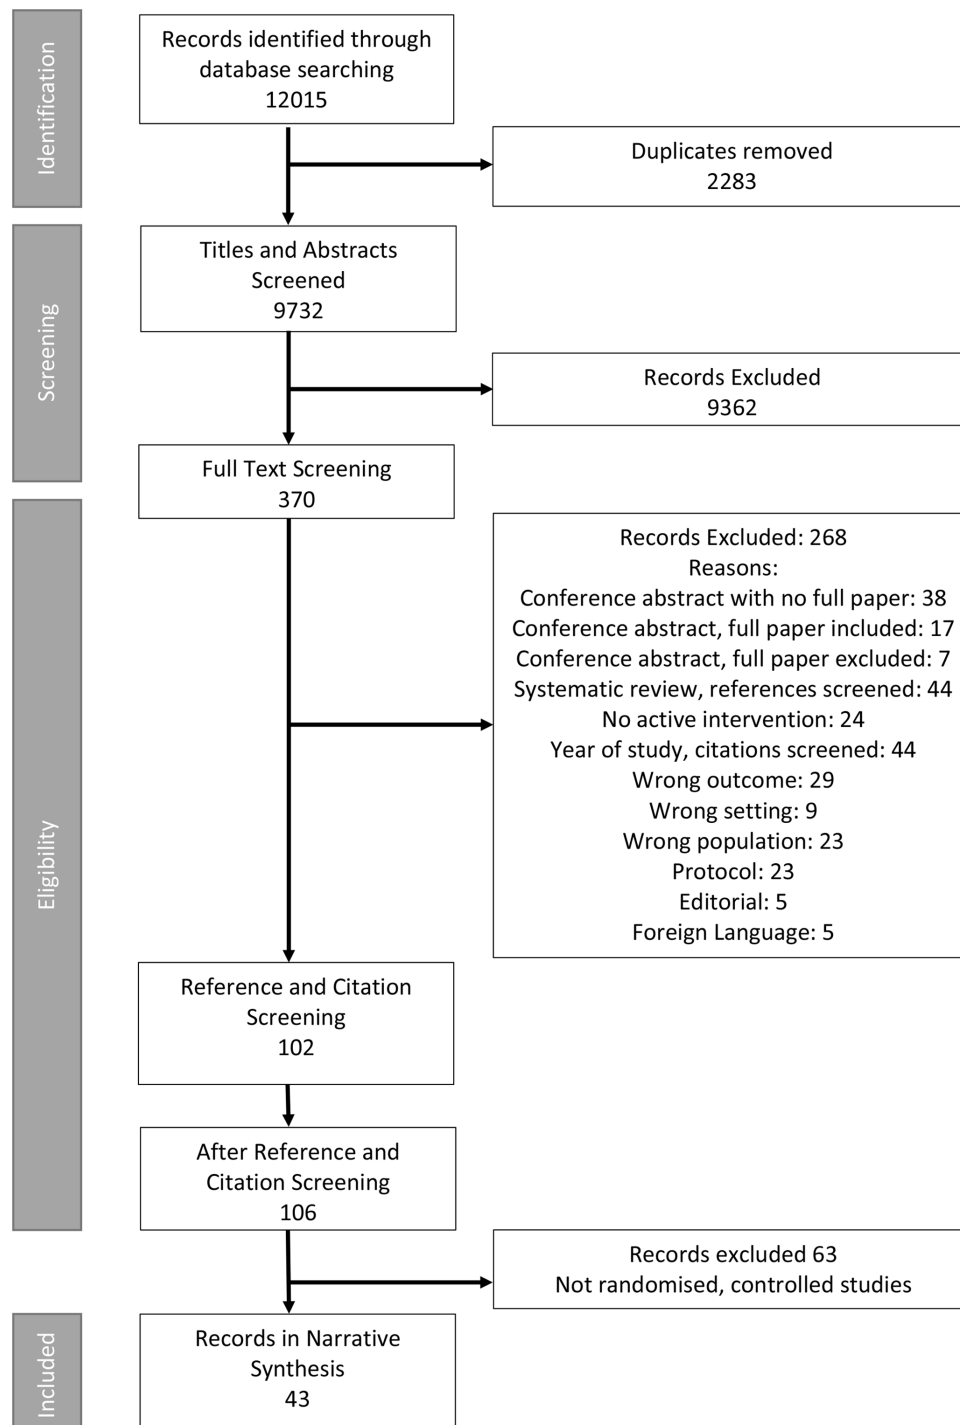 Identification
Records identified through
database searching
12015
Duplicates removed
2283
Screening
Titles and Abstracts
Screened
9732
Records Excluded
9362
Full Text Screening
370
Eligibility
Records Excluded: 268
Reasons:
Conference abstract with no full paper: 38
Conference abstract, full paper included: 17
Conference abstract, full paper excluded: 7
Systematic review, references screened: 44
No active intervention: 24
Year of study, citations screened: 44
Wrong outcome: 29
Wrong setting: 9
Wrong population: 23
Protocol: 23
Editorial: 5
Foreign Language: 5
Reference and Citation
Screening
102
After Reference and
Citation Screening
106
Records excluded 63
Not randomised, controlled studies
Included
Records in Narrative
Synthesis
43